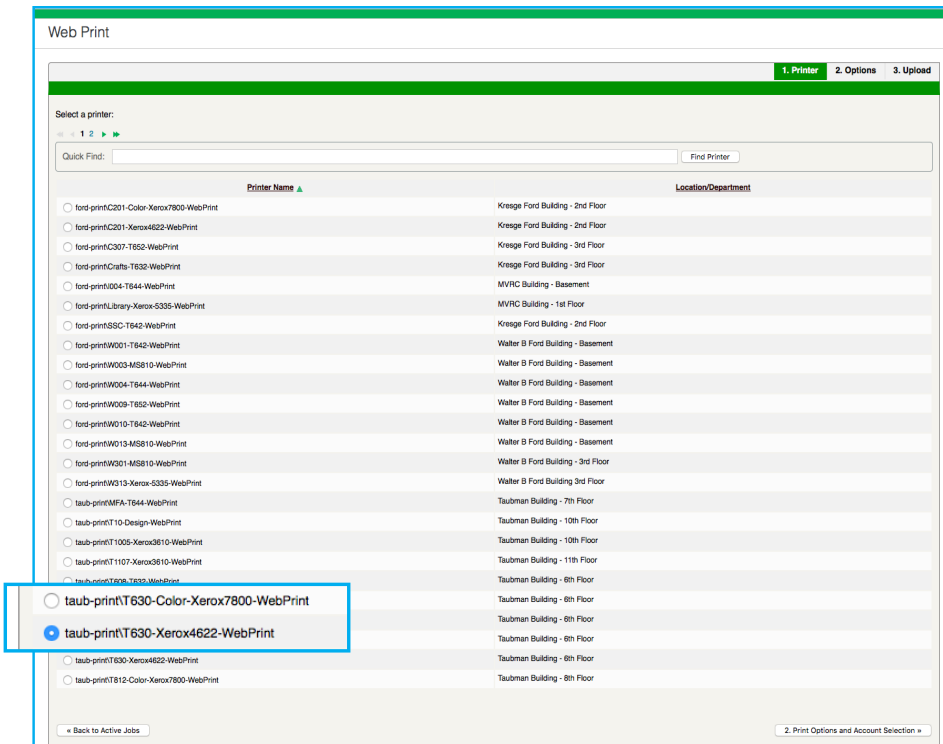 Web Print
1. Printer 2. Options 3. Upload
Select a printer:
1 2
Quick Find: Find Printer
Printer Name Location/Department
ford-print\C201-Color-Xerox7800-WebPrint Kresge Ford Building - 2nd Floor
ford-print\C201-Xerox4622-WebPrint Kresge Ford Building - 2nd Floor
ford-print\C307-T652-WebPrint Kresge Ford Building - 3rd Floor
ford-print\Crafts-T632-WebPrint Kresge Ford Building - 3rd Floor
ford-print\I004-T644-WebPrint MVRC Building - Basement
ford-print\Library-Xerox-5335-WebPrint MVRC Building - 1st Floor
ford-print\SSC-T642-WebPrint Kresge Ford Building - 2nd Floor
ford-print\W001-T642-WebPrint Walter B Ford Building - Basement
ford-print\W003-MS810-WebPrint Walter B Ford Building - Basement
ford-print\W004-T644-WebPrint Walter B Ford Building - Basement
ford-print\W009-T652-WebPrint Walter B Ford Building - Basement
ford-print\W010-T642-WebPrint Walter B Ford Building - Basement
ford-print\W013-MS810-WebPrint Walter B Ford Building - Basement
ford-print\W301-MS810-WebPrint Walter B Ford Building - 3rd Floor
ford-print\W313-Xerox-5335-WebPrint Walter B Ford Building 3rd Floor
taub-print\MFA-T644-WebPrint Taubman Building - 7th Floor
taub-print\T10-Design-WebPrint Taubman Building - 10th Floor
taub-print\T1005-Xerox3610-WebPrint Taubman Building - 10th Floor
taub-print\T1107-Xerox3610-WebPrint Taubman Building - 11th Floor
taub-print\T608-T632-WebPrint Taubman Building - 6th Floor
taub-print\T630-Color-Xerox7800-WebPrint Taubman Building - 6th Floor
Taubman Building - 6th Floor
taub-print\T630-Xerox4622-WebPrint Taubman Building - 6th Floor
taub-print\T630-Xerox4622-WebPrint Taubman Building - 6th Floor
taub-print\T812-Color-Xerox7800-WebPrint Taubman Building - 8th Floor
« Back to Active Jobs 2. Print Options and Account Selection »